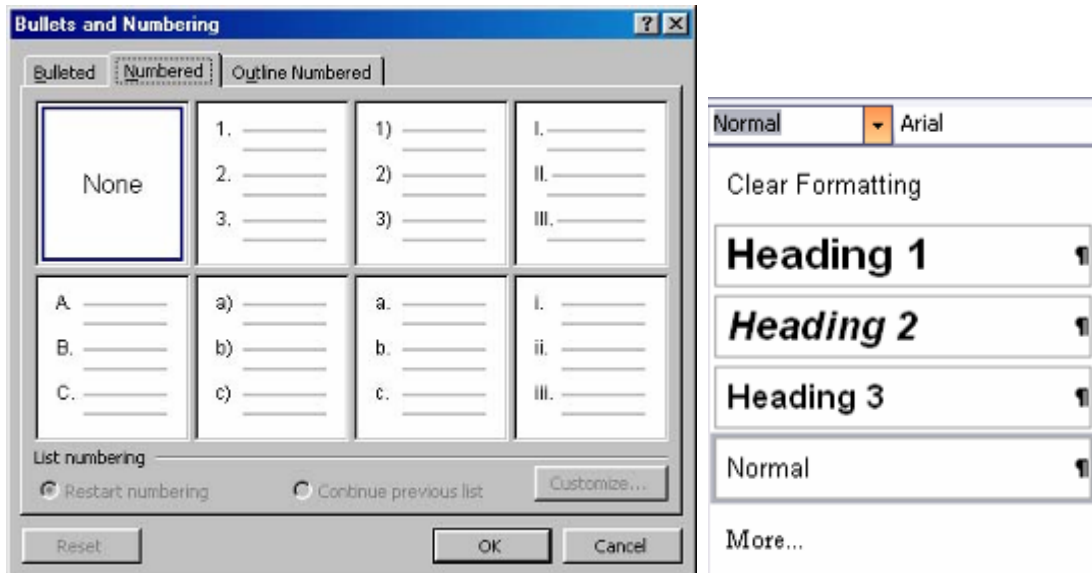 Bullets and Numbering
Bulleted Numbered Outline Numbered
None
1.
2.
3.
1)
2)
3)
I.
II.
III.
A.
B.
C.
a)
b)
c)
a.
b.
c.
i.
ii.
iii.
List numbering
Restart numbering Continue previous list Customize...
Reset OK Cancel
Normal Arial
Clear Formatting
Heading 1 ¶
Heading 2 ¶
Heading 3 ¶
Normal ¶
More...